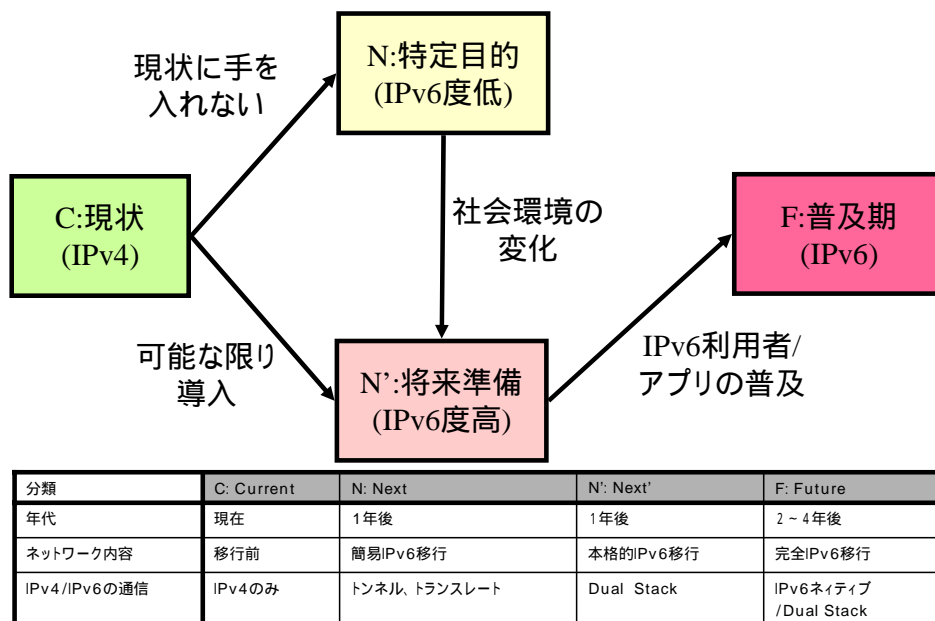 現状に手を
入れない
N:特定目的
(IPv6度低)
C:現状
(IPv4)
社会環境の
変化
F:普及期
(IPv6)
可能な限り
導入
N’:将来準備
(IPv6度高)
IPv6利用者/
アプリの普及
分類 C: Current N: Next N': Next' F: Future
年代 現在 1年後 1年後 2 ~ 4年後
ネットワーク内容 移行前 簡易IPv6移行 本格的IPv6移行 完全IPv6移行
IPv4/IPv6の通信 IPv4のみ トンネル、トランスレート Dual Stack IPv6ネィティブ
/Dual Stack